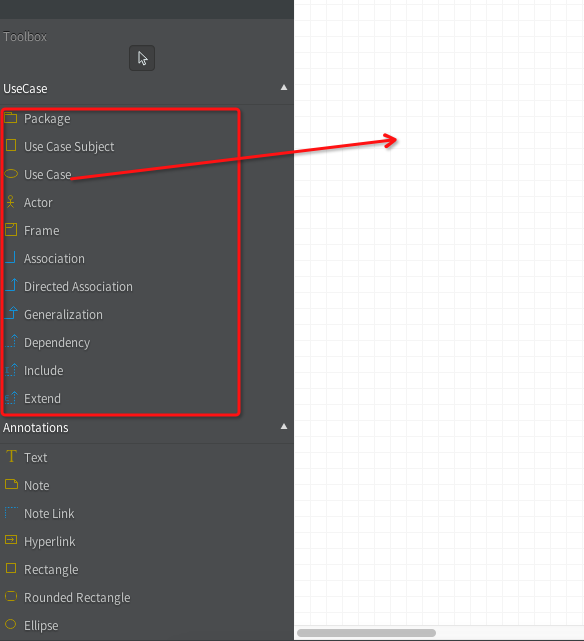 Toolbox
UseCase
Package
Use Case Subject
Use Case
Actor
Frame
Association
Directed Association
Generalization
Dependency
Include
Extend
Annotations
Text
Note
Note Link
Hyperlink
Rectangle
Rounded Rectangle
Ellipse